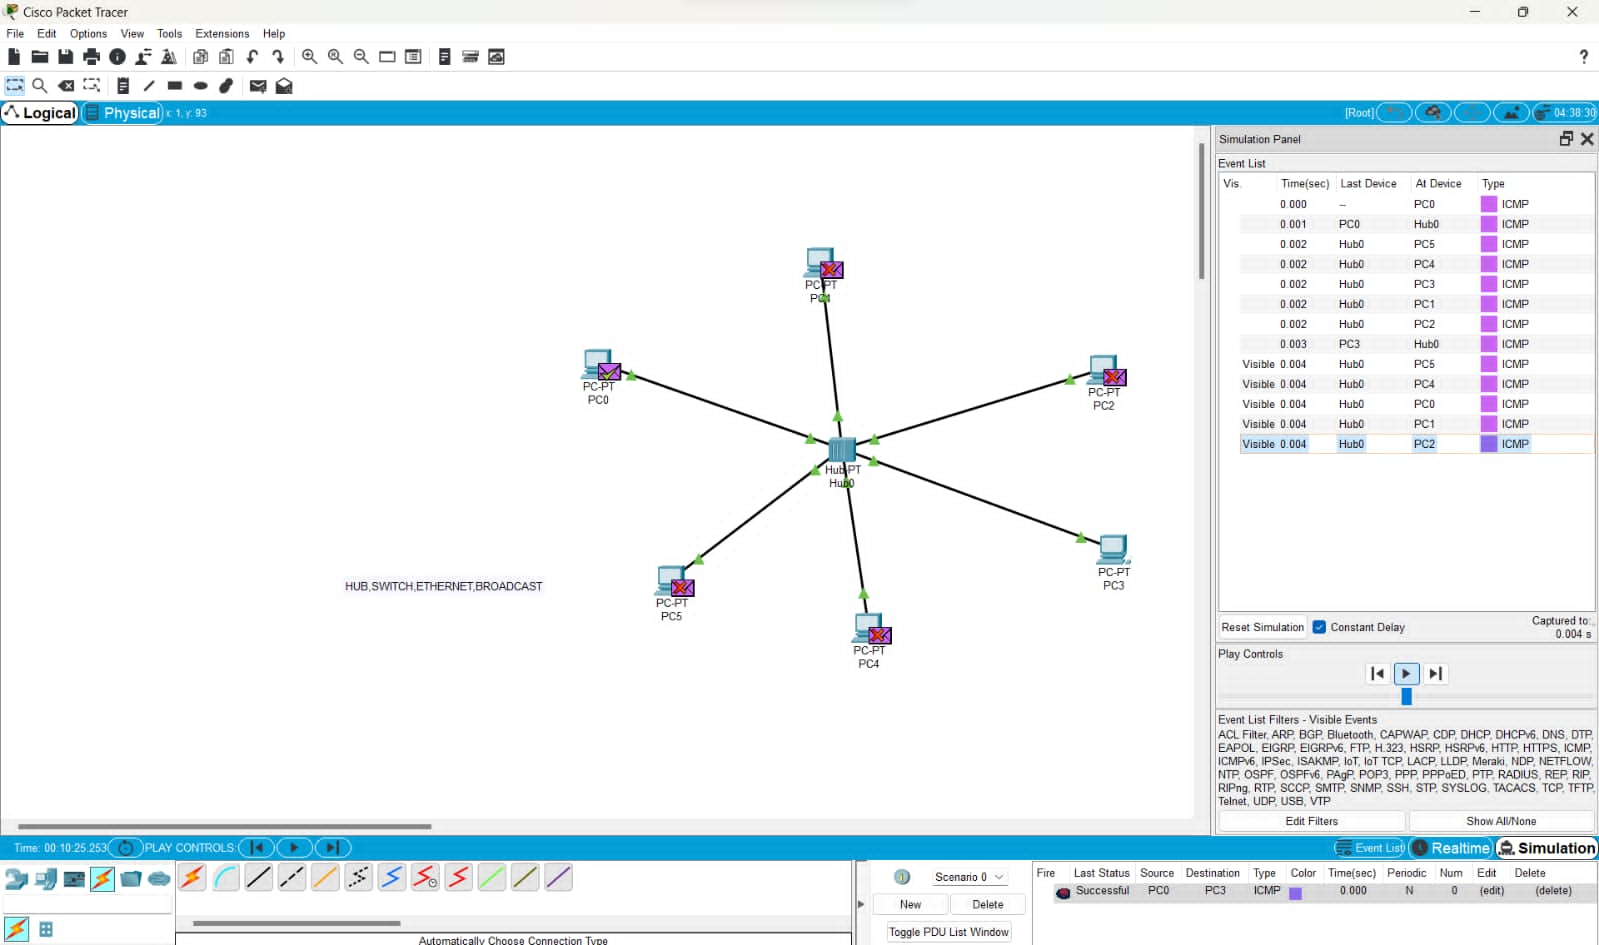 Cisco Packet Tracer
File Edit Options View Tools Extensions Help
?
Logical Physical x: 1, y: 93 [Root] 04:38:30
Simulation Panel
Event List
Vis. Time(sec) Last Device At Device Type
0.000 -- PC0 ICMP
0.001 PC0 Hub0 ICMP
0.002 Hub0 PC5 ICMP
0.002 Hub0 PC4 ICMP
0.002 Hub0 PC3 ICMP
0.002 Hub0 PC1 ICMP
0.002 Hub0 PC2 ICMP
0.003 PC3 Hub0 ICMP
Visible 0.004 Hub0 PC5 ICMP
Visible 0.004 Hub0 PC4 ICMP
Visible 0.004 Hub0 PC0 ICMP
Visible 0.004 Hub0 PC1 ICMP
Visible 0.004 Hub0 PC2 ICMP
PC-PT
PC1
PC-PT
PC0
PC-PT
PC2
Hub-PT
Hub0
PC-PT
PC3
PC-PT
PC5
PC-PT
PC4
HUB,SWITCH,ETHERNET,BROADCAST
Reset Simulation Constant Delay Captured to:
0.004 s
Play Controls
Event List Filters - Visible Events
ACL Filter, ARP, BGP, Bluetooth, CAPWAP, CDP, DHCP, DHCPv6, DNS, DTP,
EAPOL, EIGRP, EIGRPv6, FTP, H.323, HSRP, HSRPv6, HTTP, HTTPS, ICMP,
ICMPv6, IPSec, ISAKMP, IoT, IoT TCP, LACP, LLDP, Meraki, NDP, NETFLOW,
NTP, OSPF, OSPFv6, PAgP, POP3, PPP, PPPoED, PTP, RADIUS, REP, RIP,
RIPng, RTP, SCCP, SMTP, SNMP, SSH, STP, SYSLOG, TACACS, TCP, TFTP,
Telnet, UDP, USB, VTP
Edit Filters Show All/None
Time: 00:10:25.253 PLAY CONTROLS: Event List Realtime Simulation
Scenario 0
New Delete
Toggle PDU List Window
Fire Last Status Source Destination Type Color Time(sec) Periodic Num Edit Delete
Successful PC0 PC3 ICMP 0.000 N 0 (edit) (delete)
Automatically Choose Connection Type